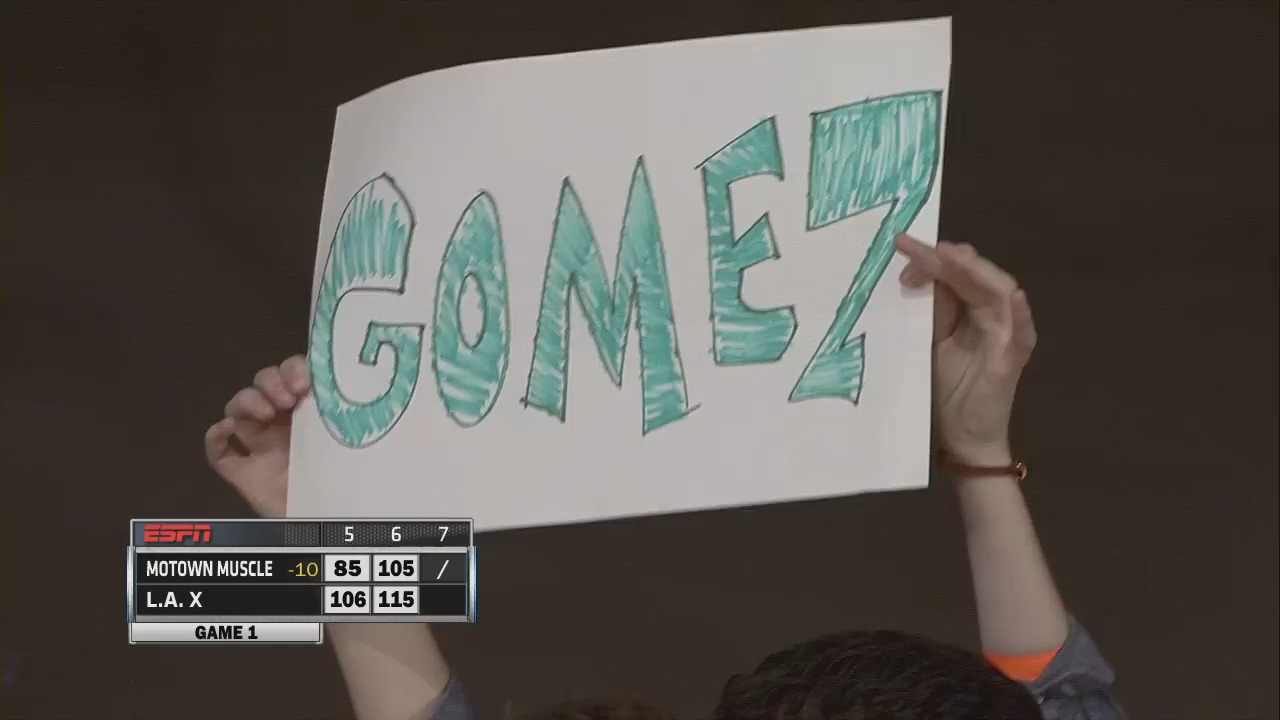 GOMEZ
ESPN 5 6 7
MOTOWN MUSCLE -10 85 105 /
L.A. X 106 115
GAME 1